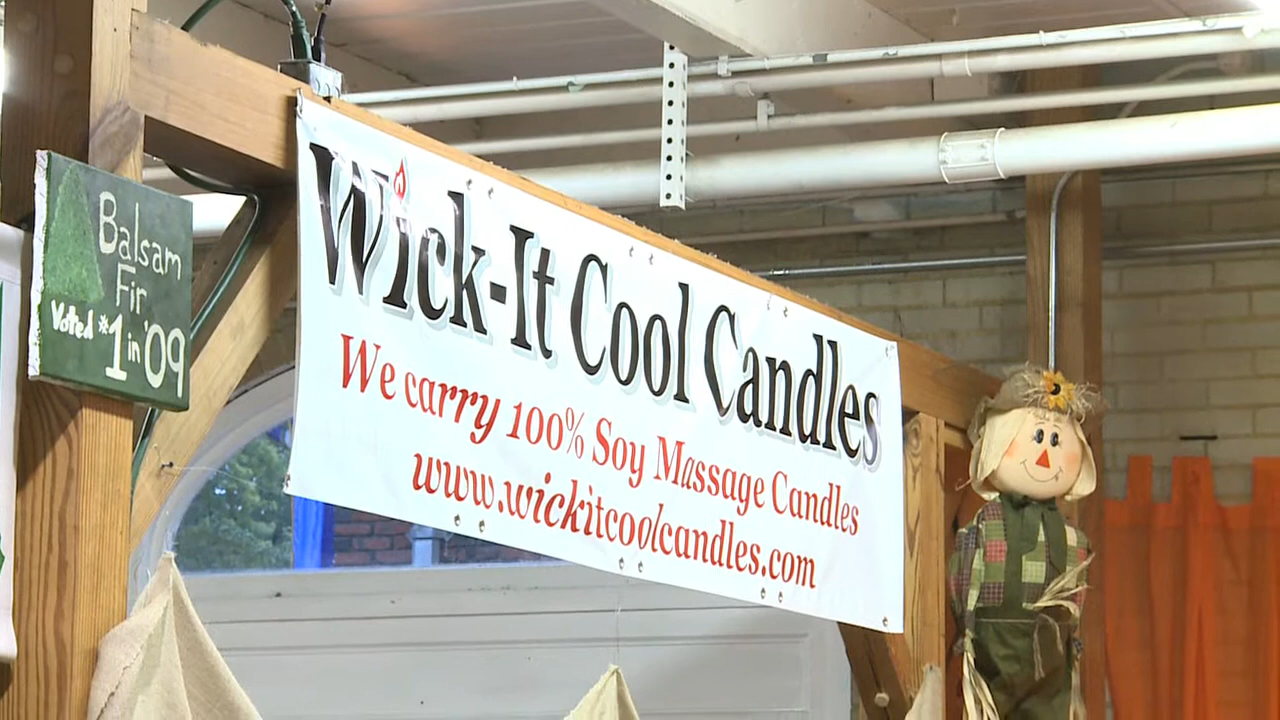 Balsam
Fir
Voted #1 in '09
Wick-It Cool Candles
We carry 100% Soy Massage Candles
www.wickitcoolcandles.com